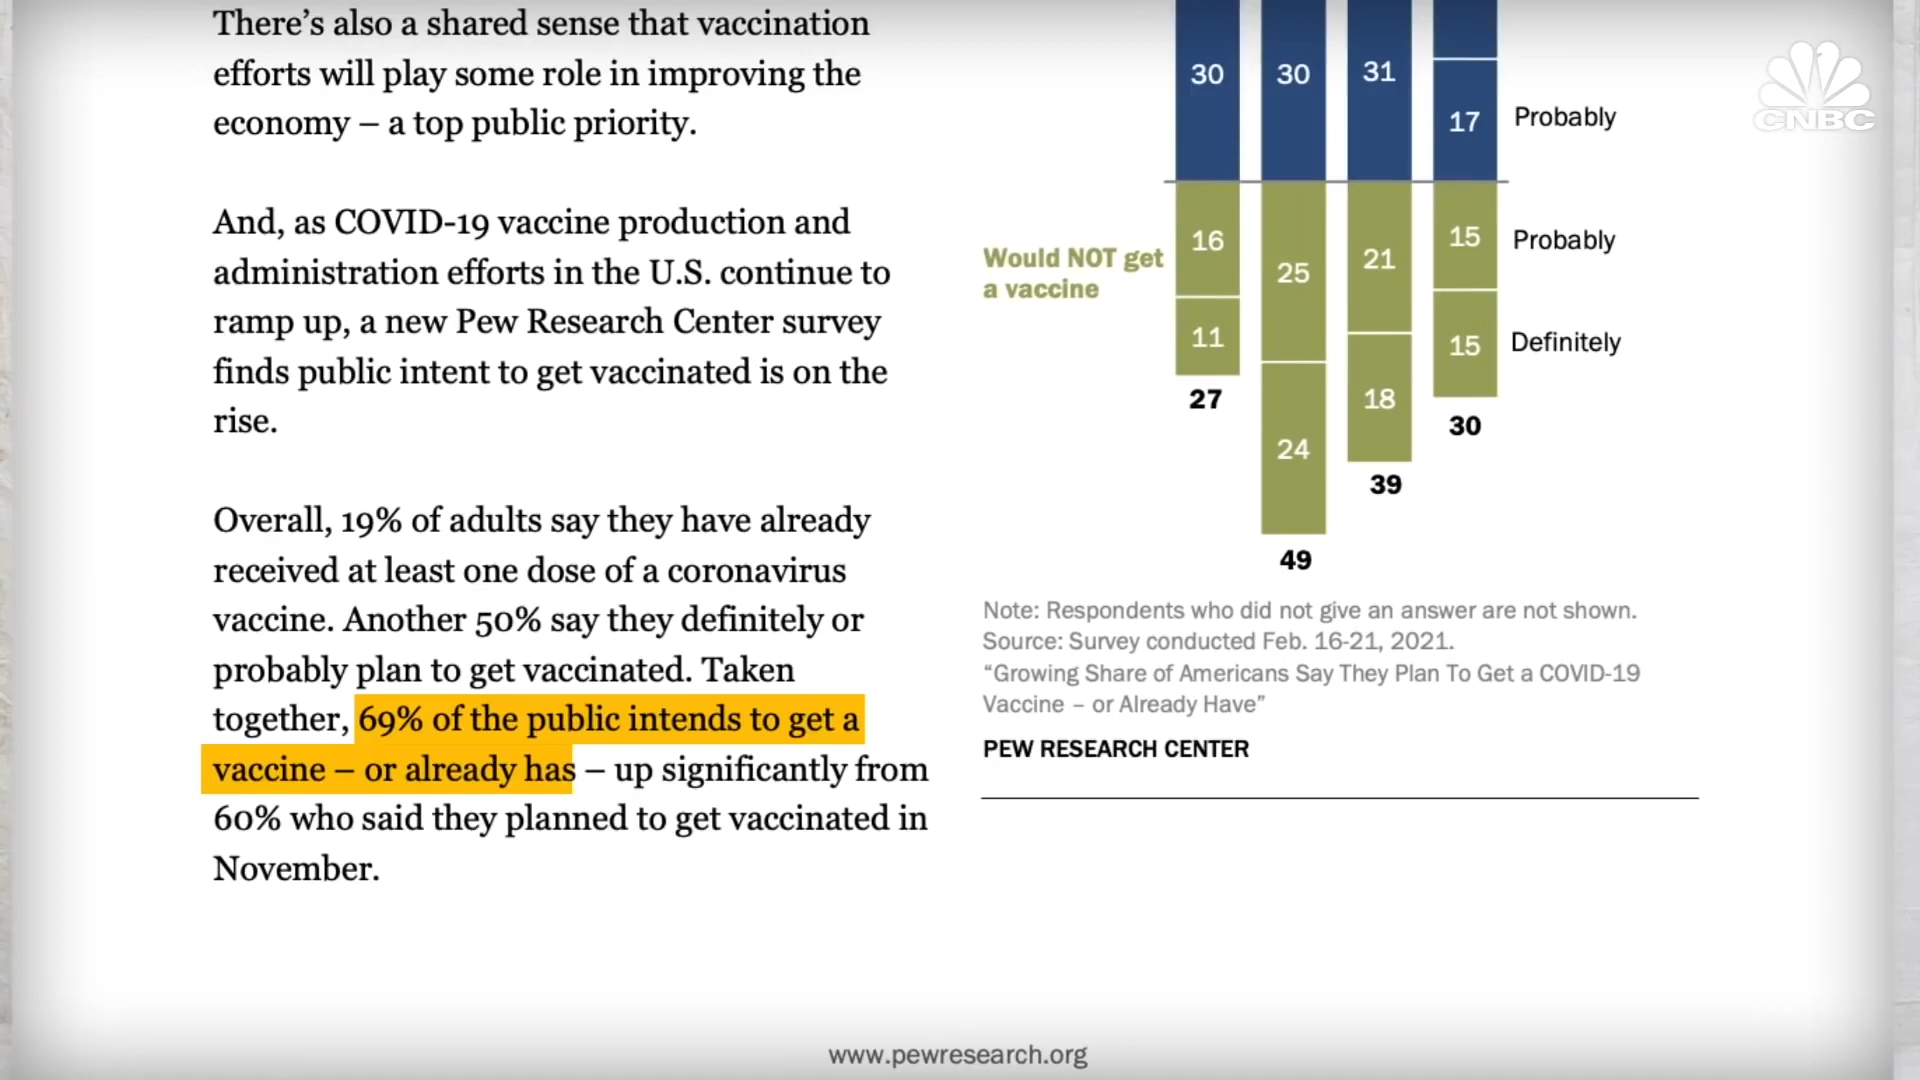 There's also a shared sense that vaccination
efforts will play some role in improving the
economy – a top public priority.
And, as COVID-19 vaccine production and
administration efforts in the U.S. continue to
ramp up, a new Pew Research Center survey
finds public intent to get vaccinated is on the
rise.
Overall, 19% of adults say they have already
received at least one dose of a coronavirus
vaccine. Another 50% say they definitely or
probably plan to get vaccinated. Taken
together, 69% of the public intends to get a
vaccine – or already has – up significantly from
60% who said they planned to get vaccinated in
November.
30 30 31
17 Probably
Would NOT get
a vaccine
16 25 21 15 Probably
11 24 18 15 Definitely
27 49 39 30
Note: Respondents who did not give an answer are not shown.
Source: Survey conducted Feb. 16-21, 2021.
“Growing Share of Americans Say They Plan To Get a COVID-19
Vaccine – or Already Have”
PEW RESEARCH CENTER
CNBC
www.pewresearch.org